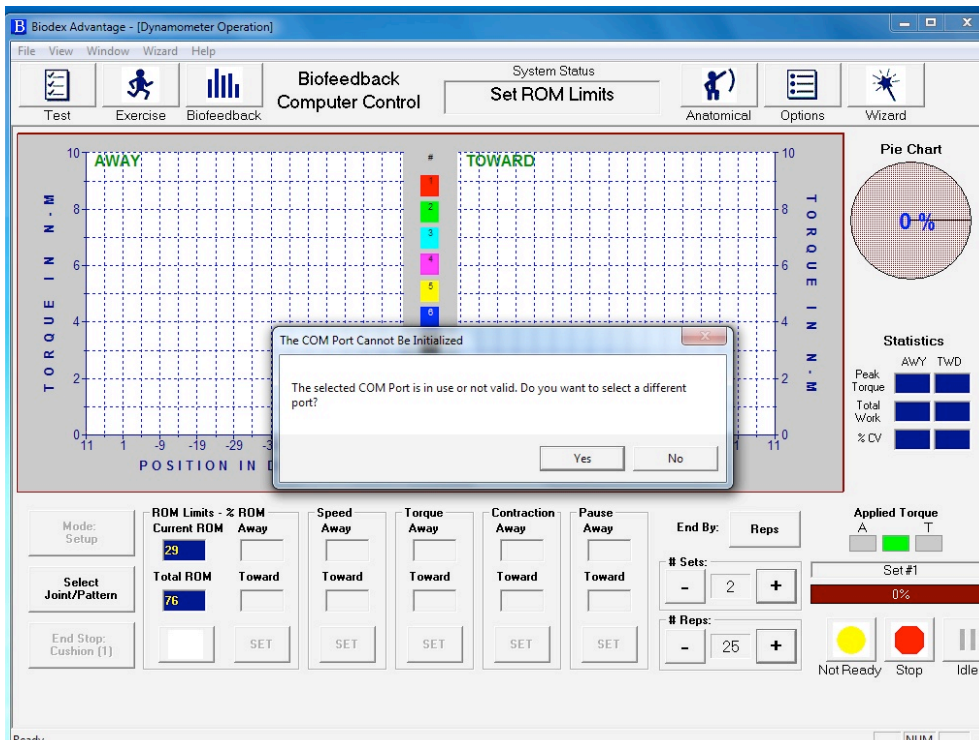 Biodex Advantage - [Dynamometer Operation]
File View Window Wizard Help
Test
Exercise
Biofeedback
Biofeedback
Computer Control
System Status
Set ROM Limits
Anatomical
Options
Wizard
10 AWAY
8
6
4
2
0
TORQUE IN N-M
11 1 -9 -19 -29
POSITION IN
#
1
2
3
4
5
6
TOWARD 10
8
6
4
2
0
11
TORQUE IN N-M
Pie Chart
0 %
Statistics
AWY TWD
Peak
Torque
Total
Work
% CV
The COM Port Cannot Be Initialized
The selected COM Port is in use or not valid. Do you want to select a different
port?
Yes
No
Mode:
Setup
Select
Joint/Pattern
End Stop:
Cushion (1)
ROM Limits - % ROM
Current ROM Away
29
Total ROM Toward
76
SET
Speed
Away
Toward
SET
Torque
Away
Toward
SET
Contraction
Away
Toward
SET
Pause
Away
Toward
SET
End By: Reps
# Sets:
- 2 +
# Reps:
- 25 +
Applied Torque
A T
Set #1
0%
Not Ready
Stop
Idle
Ready
NUM